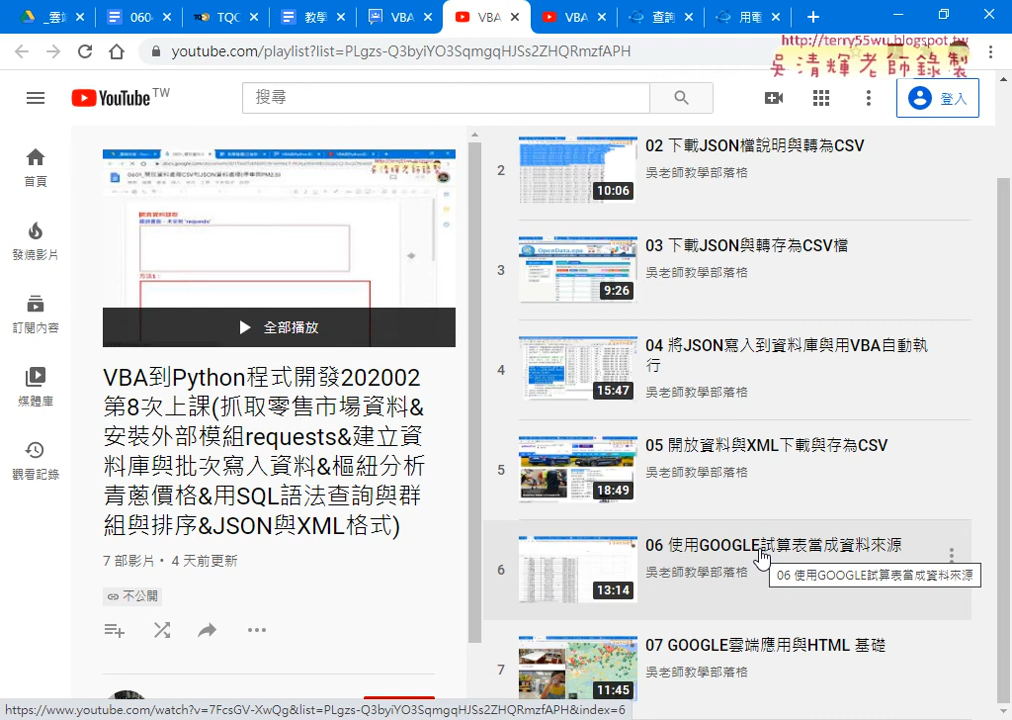 _雲端
060
TQC
教學
VBA
VBA
VBA
查詢
用電
youtube.com/playlist?list=PLgzs-Q3byiYO3SqmgqHJSs2ZHQRmzfAPH
http://terry55wu.blogspot.tw
吳清輝老師錄製
YouTube TW
搜尋
登入
首頁
發燒影片
訂閱內容
媒體庫
觀看記錄
全部播放
VBA到Python程式開發202002
第8次上課(抓取零售市場資料&
安裝外部模組requests&建立資
料庫與批次寫入資料&樞紐分析
青蔥價格&用SQL語法查詢與群
組與排序&JSON與XML格式)
7 部影片・4 天前更新
不公開
2
10:06
02 下載JSON檔說明與轉為CSV
吳老師教學部落格
3
9:26
03 下載JSON與轉存為CSV檔
吳老師教學部落格
4
15:47
04 將JSON寫入到資料庫與用VBA自動執
行
吳老師教學部落格
5
18:49
05 開放資料與XML下載與存為CSV
吳老師教學部落格
6
13:14
06 使用GOOGLE試算表當成資料來源
吳老師教學部落格
06 使用GOOGLE試算表當成資料來源
7
11:45
07 GOOGLE雲端應用與HTML 基礎
吳老師教學部落格
https://www.youtube.com/watch?v=7FcsGV-XwQg&list=PLgzs-Q3byiYO3SqmgqHJSs2ZHQRmzfAPH&index=6